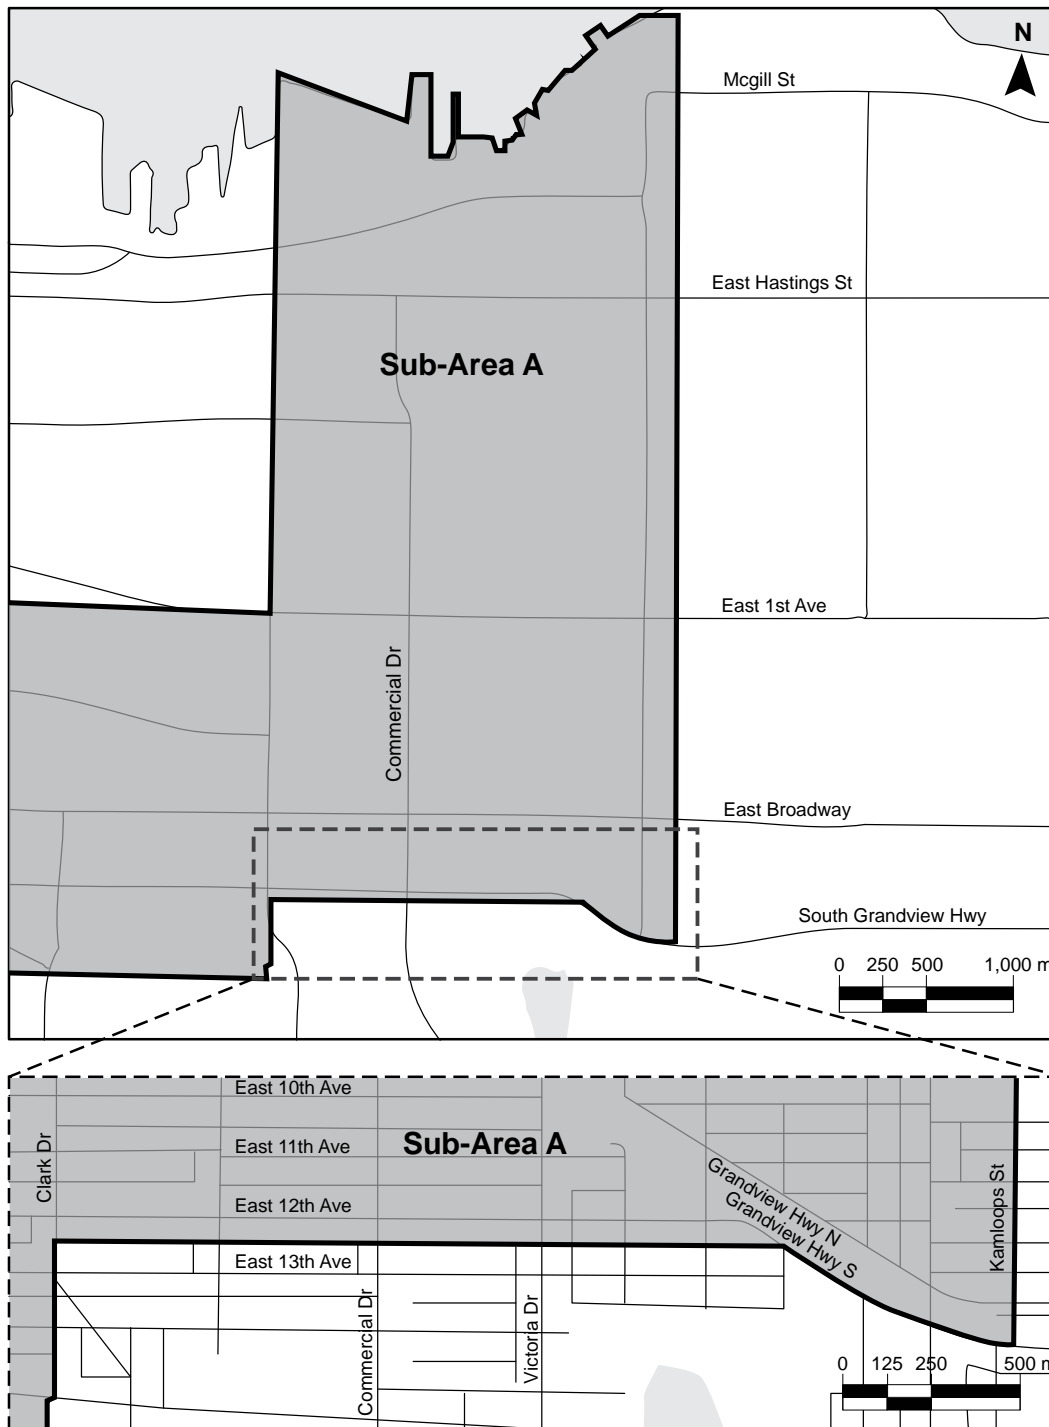 N
Mcgill St
East Hastings St
Sub-Area A
East 1st Ave
Commercial Dr
East Broadway
South Grandview Hwy
0 250 500 1,000 m
East 10th Ave
Clark Dr
East 11th Ave
Sub-Area A
East 12th Ave
Grandview Hwy N
Grandview Hwy S
Kamloops St
East 13th Ave
Commercial Dr
Victoria Dr
0 125 250 500 m